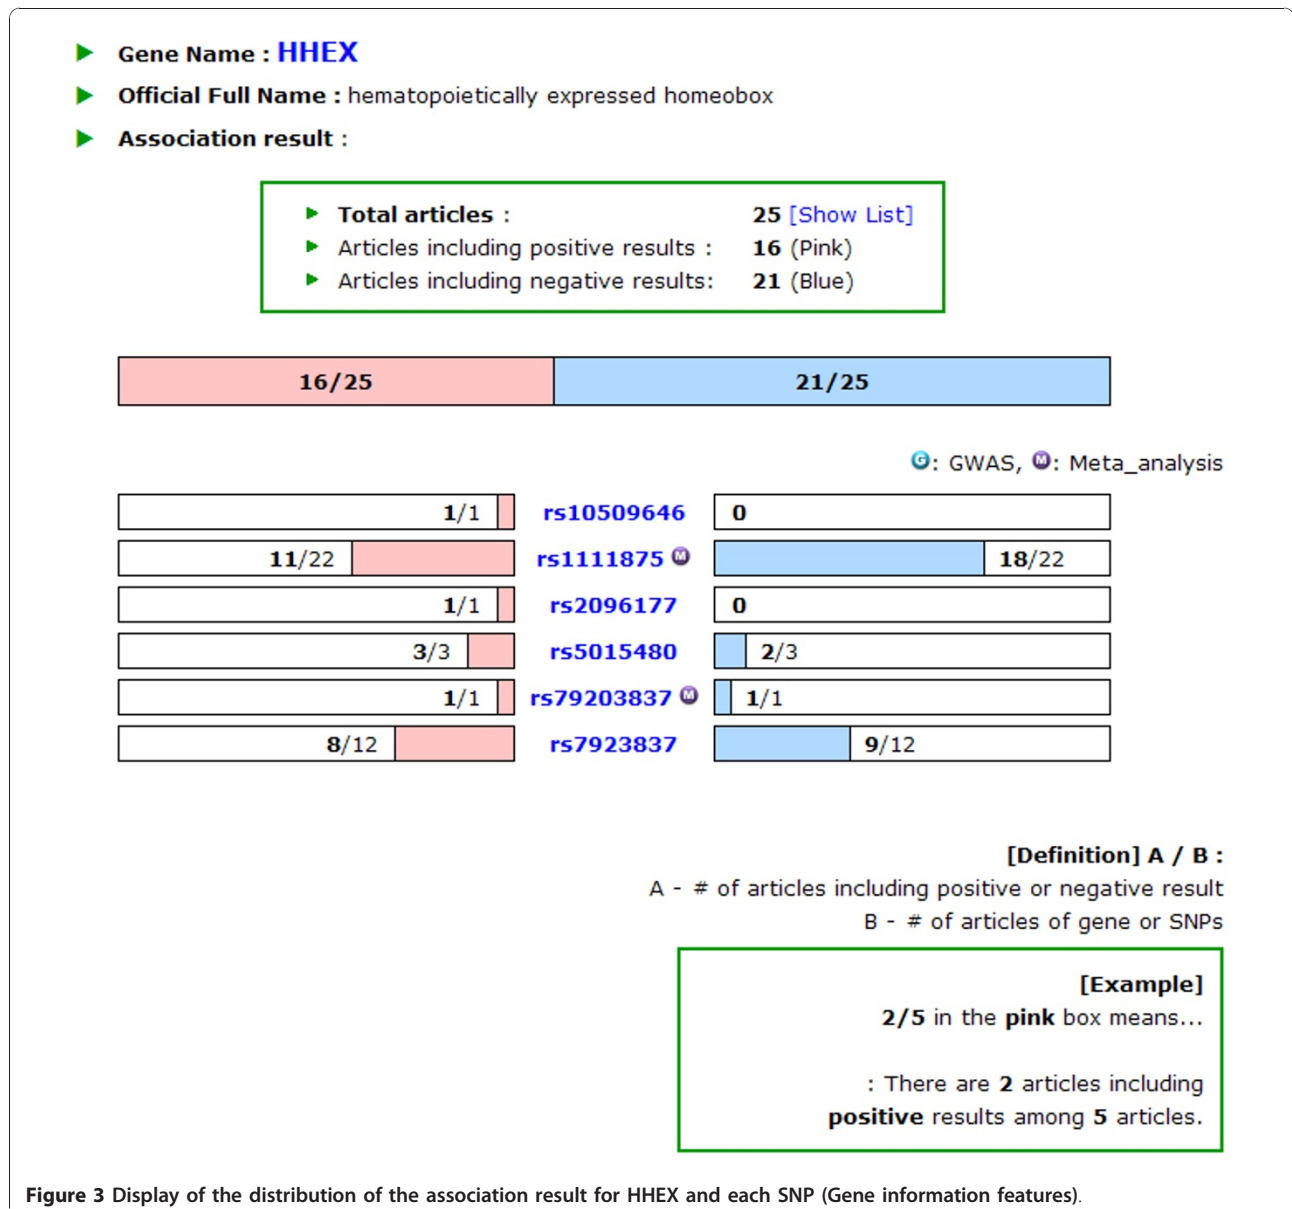 Gene Name : HHEX
Official Full Name : hematopoietically expressed homeobox
Association result :
Total articles : 25 [Show List]
Articles including positive results : 16 (Pink)
Articles including negative results: 21 (Blue)
16/25 21/25
G: GWAS, M: Meta_analysis
1/1 rs10509646 0
11/22 rs1111875 M 18/22
1/1 rs2096177 0
3/3 rs5015480 2/3
1/1 rs79203837 M 1/1
8/12 rs7923837 9/12
[Definition] A / B :
A - # of articles including positive or negative result
B - # of articles of gene or SNPs
[Example]
2/5 in the pink box means...
: There are 2 articles including
positive results among 5 articles.
Figure 3 Display of the distribution of the association result for HHEX and each SNP (Gene information features).